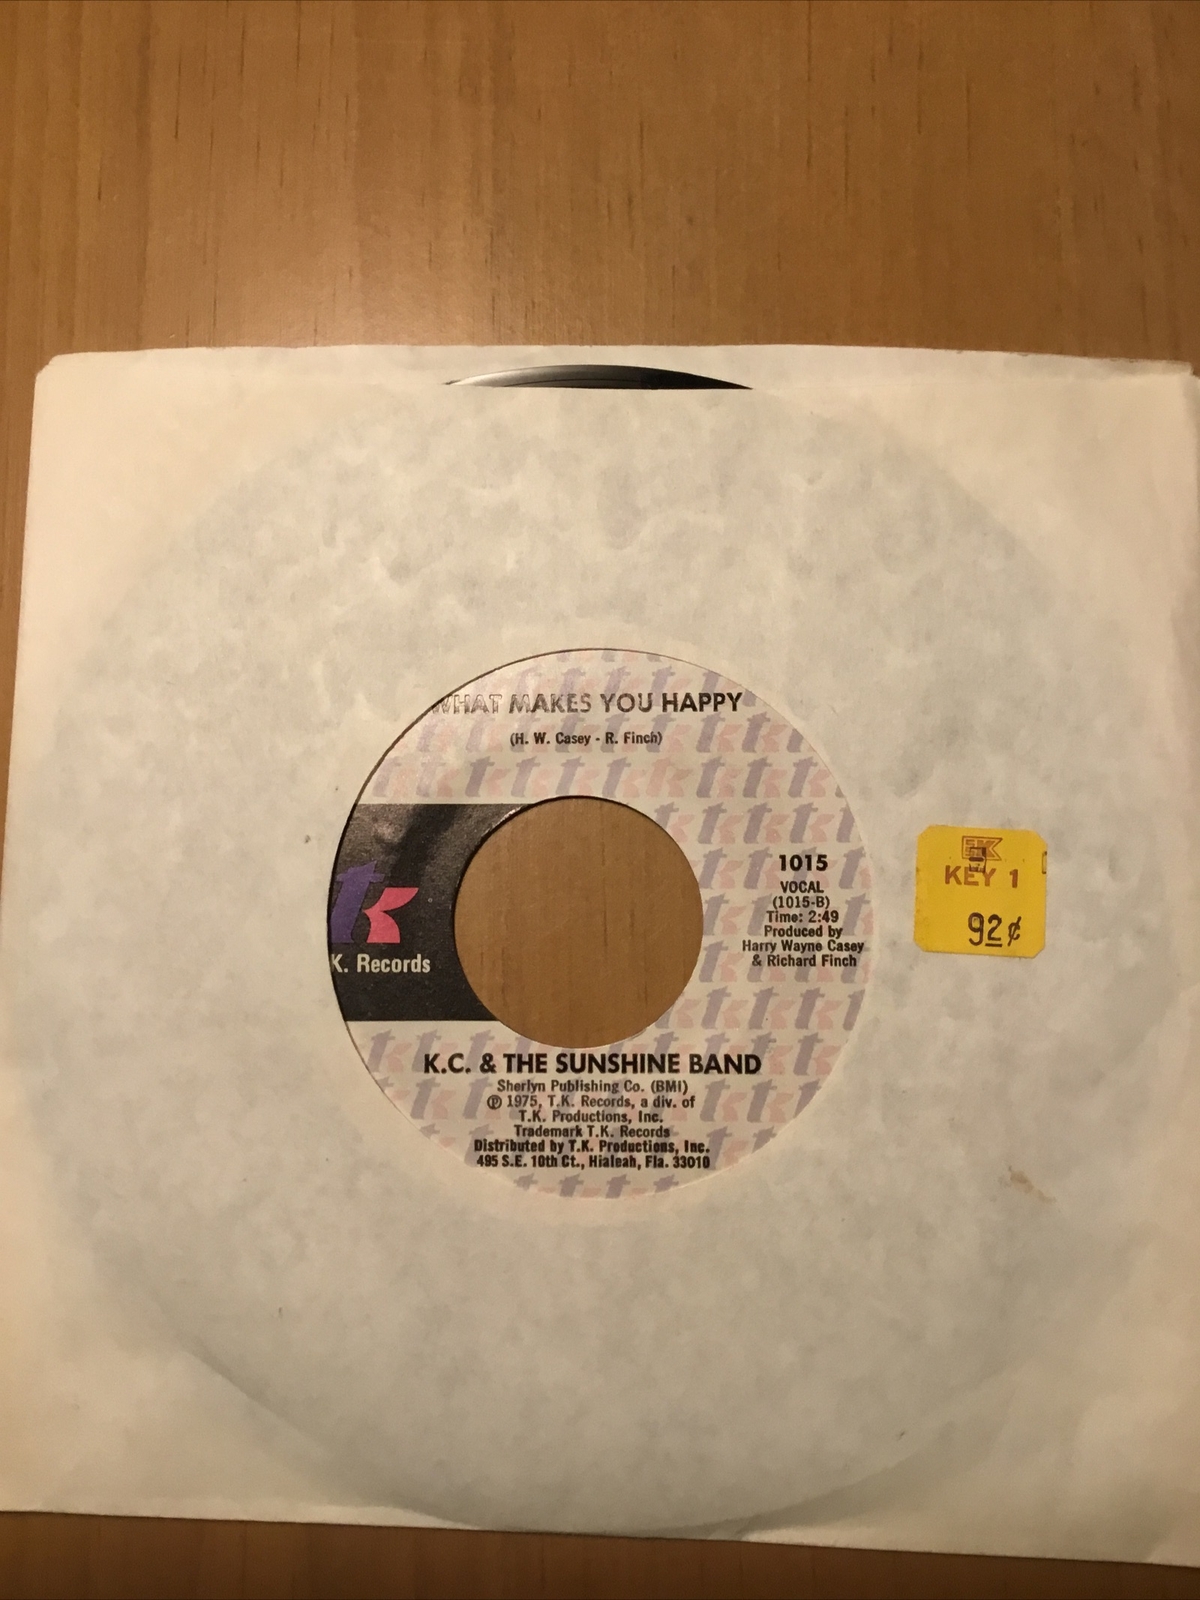 WHAT MAKES YOU HAPPY
(H. W. Casey - R. Finch)
tk
K. Records
1015
VOCAL
(1015-B)
Time: 2:49
Produced by
Harry Wayne Casey
& Richard Finch
KEY 1
92¢
K.C. & THE SUNSHINE BAND
Sherlyn Publishing Co. (BMI)
℗ 1975, T.K. Records, a div. of
T.K. Productions, Inc.
Trademark T.K. Records
Distributed by T.K. Productions, Inc.
495 S.E. 10th Ct., Hialeah, Fla. 33010